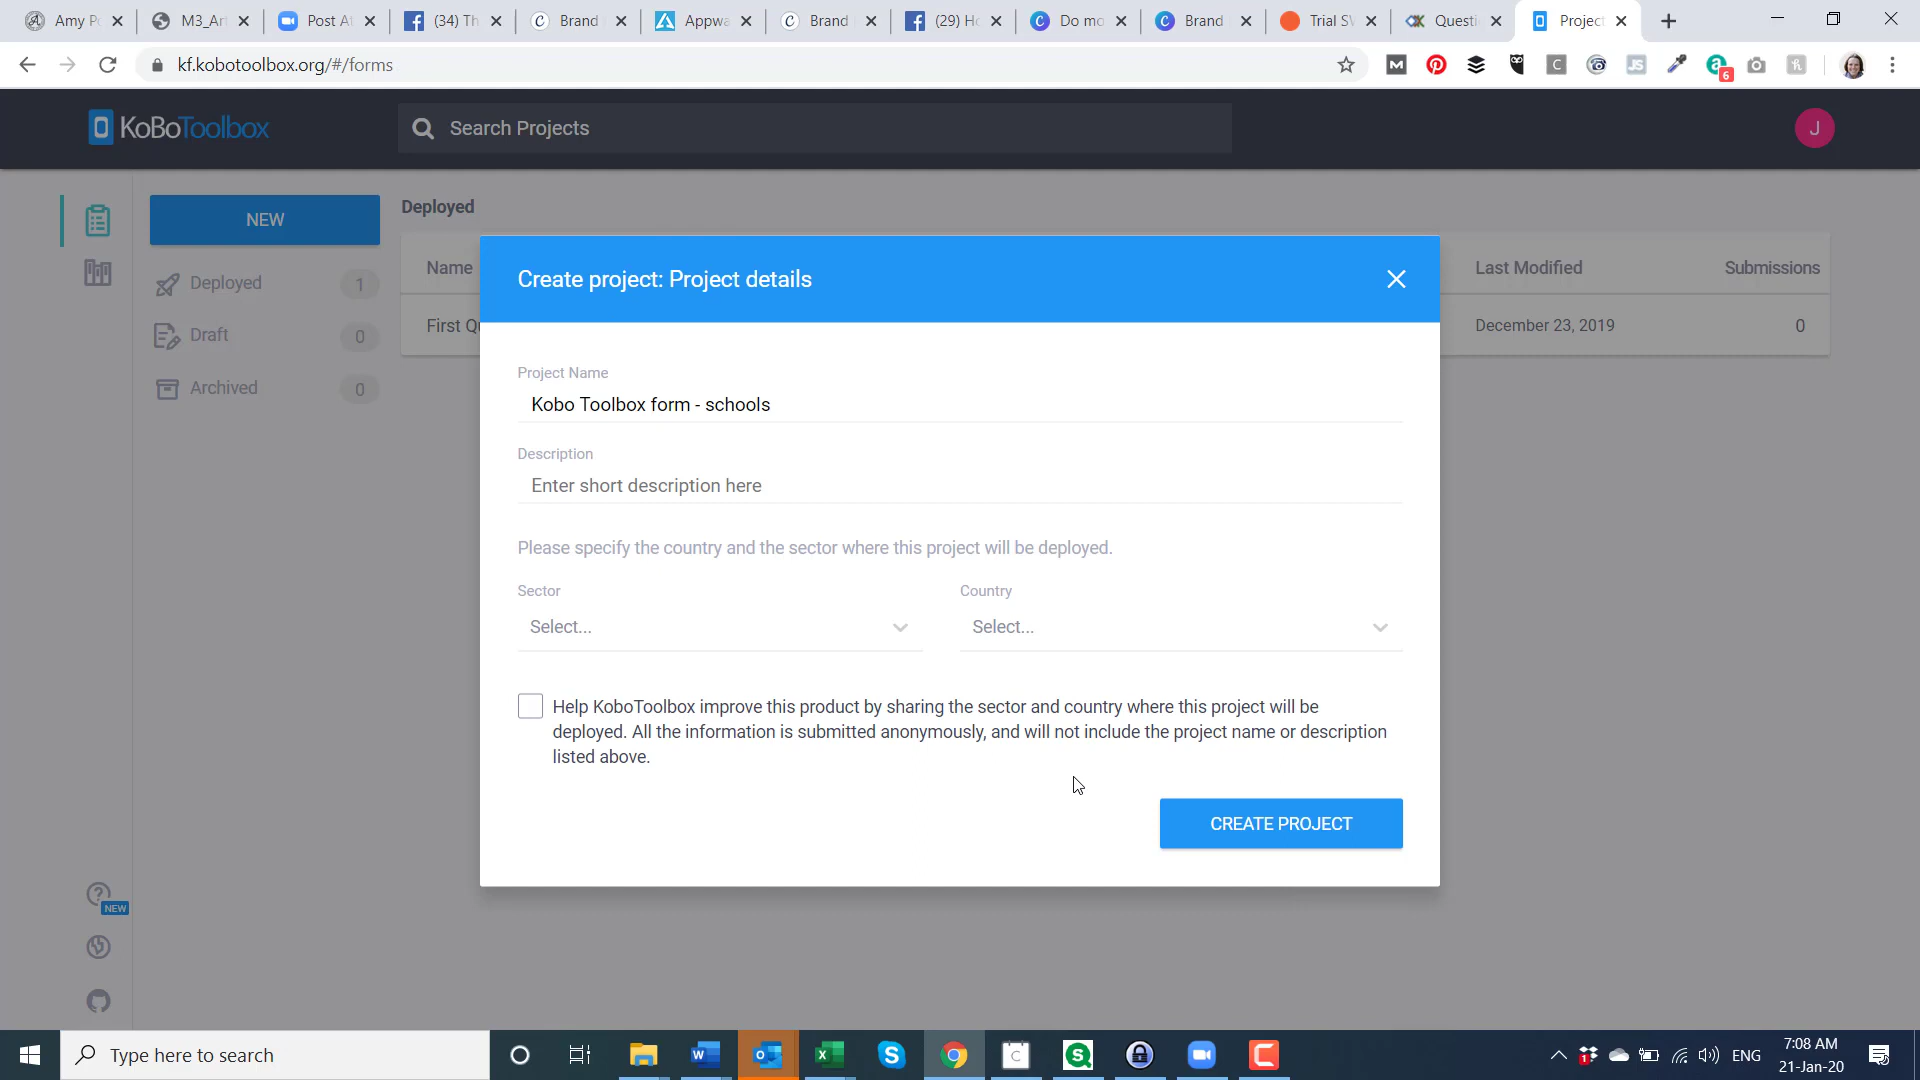 Amy P
M3_Ar
Post A
(34) Th
Brand
Appwa
Brand
(29) Ho
Do mo
Brand
Trial S
Questi
Project
kf.kobotoolbox.org/#/forms
6
KoBoToolbox
Search Projects
J
NEW
Deployed 1
Draft 0
Archived 0
NEW
Deployed
Name
Last Modified
Submissions
First Qu
December 23, 2019
0
Create project: Project details
Project Name
Kobo Toolbox form - schools
Description
Enter short description here
Please specify the country and the sector where this project will be deployed.
Sector
Country
Select...
Select...
Help KoboToolbox improve this product by sharing the sector and country where this project will be
deployed. All the information is submitted anonymously, and will not include the project name or description
listed above.
CREATE PROJECT
Type here to search
ENG
7:08 AM
21-Jan-20